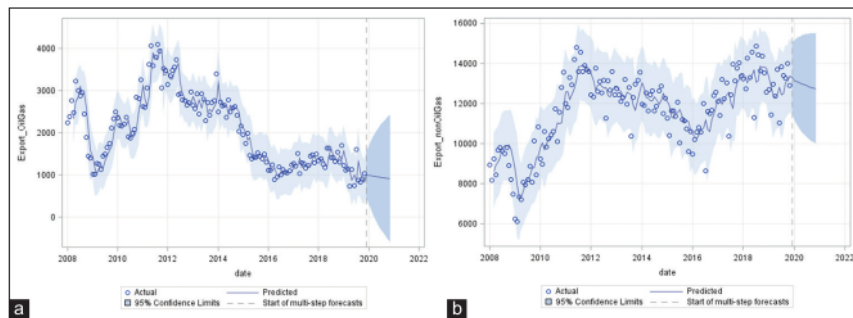 Export_OilGas
4000
3000
2000
1000
0
2008 2010 2012 2014 2016 2018 2020 2022
date
Actual Predicted
95% Confidence Limits Start of multi-step forecasts
a
Export_nonOilGas
16000
14000
12000
10000
8000
6000
2008 2010 2012 2014 2016 2018 2020 2022
date
Actual Predicted
95% Confidence Limits Start of multi-step forecasts
b